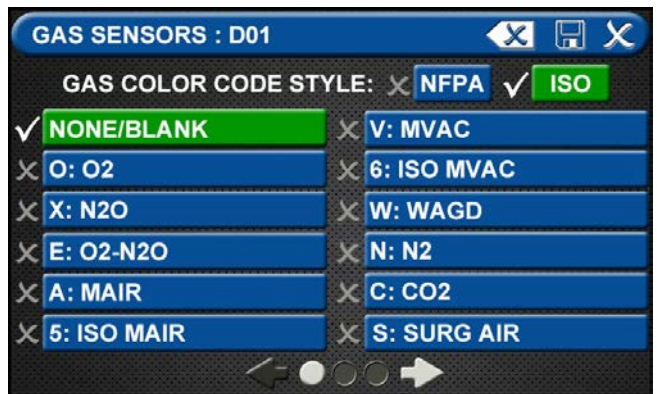 GAS SENSORS : D01
GAS COLOR CODE STYLE: NFPA ISO
NONE/BLANK
O: O2
X: N2O
E: O2-N2O
A: MAIR
5: ISO MAIR
V: MVAC
6: ISO MVAC
W: WAGD
N: N2
C: CO2
S: SURG AIR